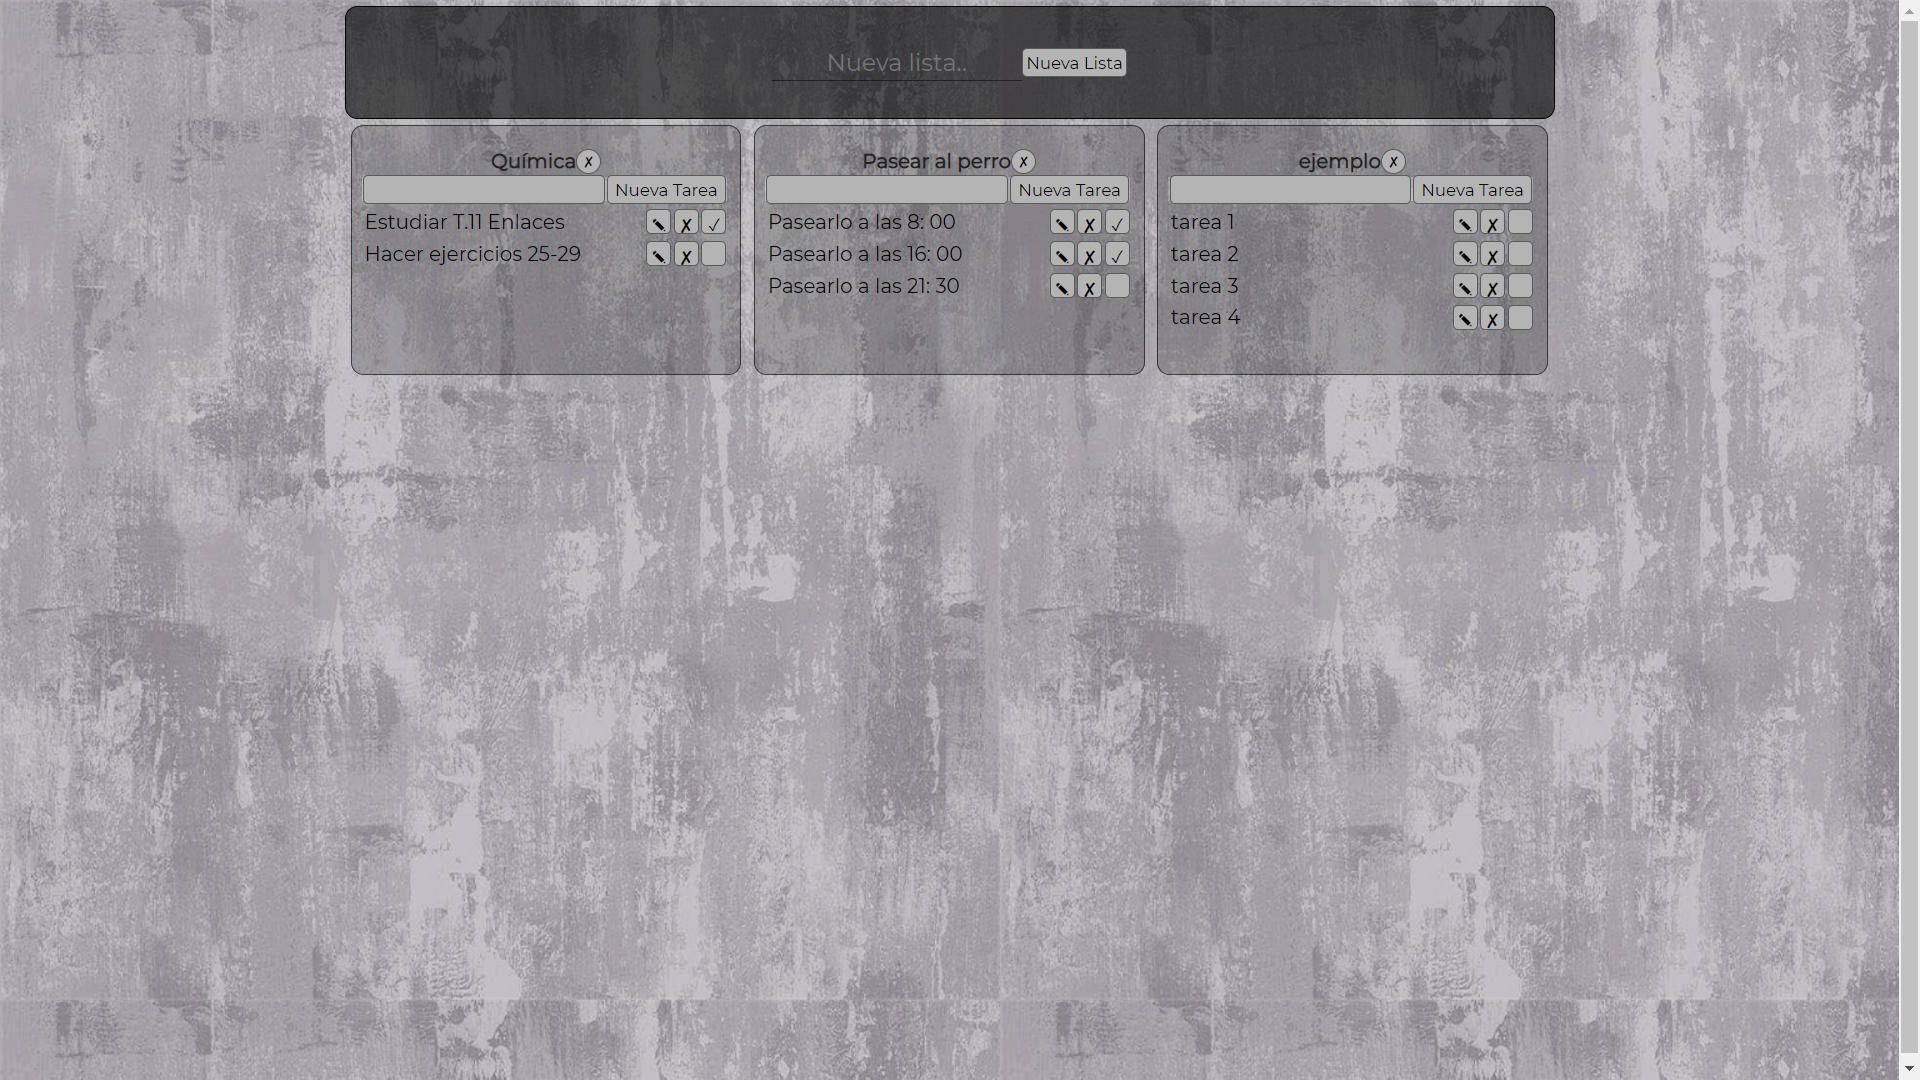 Nueva lista.. Nueva Lista
Química ✗
Nueva Tarea
Estudiar T.11 Enlaces ✎ ✗ ✓
Hacer ejercicios 25-29 ✎ ✗
Pasear al perro ✗
Nueva Tarea
Pasearlo a las 8: 00 ✎ ✗ ✓
Pasearlo a las 16: 00 ✎ ✗ ✓
Pasearlo a las 21: 30 ✎ ✗
ejemplo ✗
Nueva Tarea
tarea 1 ✎ ✗
tarea 2 ✎ ✗
tarea 3 ✎ ✗
tarea 4 ✎ ✗